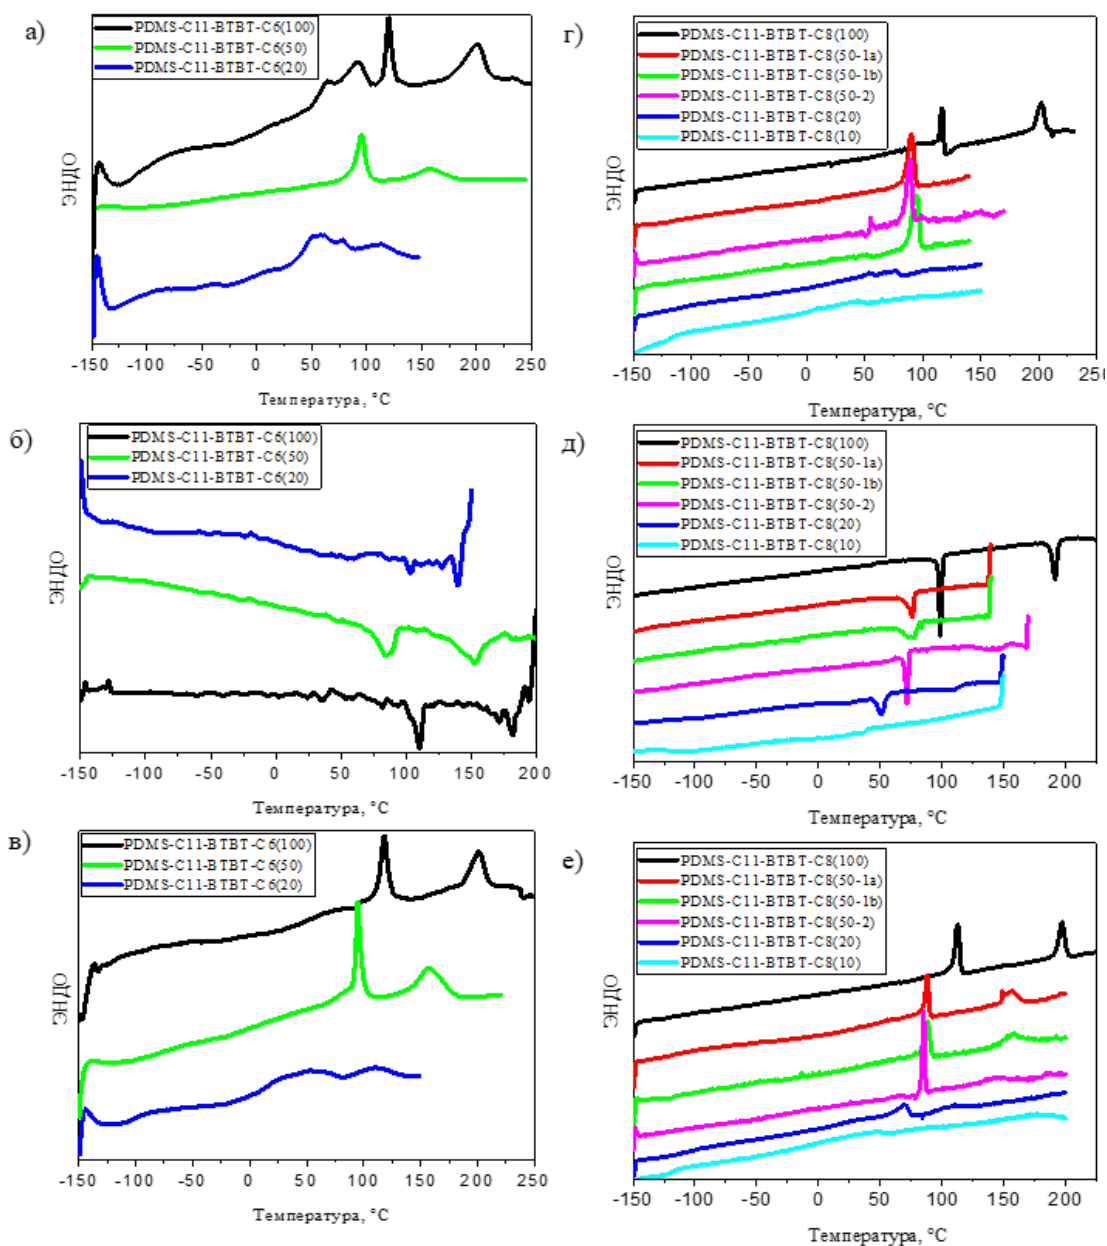 а)
PDMS-C11-BTBT-C6(100)
PDMS-C11-BTBT-C6(50)
PDMS-C11-BTBT-C6(20)
ЭНДО
-150 -100 -50 0 50 100 150 200 250
Температура, °C
г)
PDMS-C11-BTBT-C8(100)
PDMS-C11-BTBT-C8(50-1a)
PDMS-C11-BTBT-C8(50-1b)
PDMS-C11-BTBT-C8(50-2)
PDMS-C11-BTBT-C8(20)
PDMS-C11-BTBT-C8(10)
ЭНДО
-150 -100 -50 0 50 100 150 200 250
Температура, °C
б)
PDMS-C11-BTBT-C6(100)
PDMS-C11-BTBT-C6(50)
PDMS-C11-BTBT-C6(20)
ЭНДО
-150 -100 -50 0 50 100 150 200
Температура, °C
д)
PDMS-C11-BTBT-C8(100)
PDMS-C11-BTBT-C8(50-1a)
PDMS-C11-BTBT-C8(50-1b)
PDMS-C11-BTBT-C8(50-2)
PDMS-C11-BTBT-C8(20)
PDMS-C11-BTBT-C8(10)
ЭНДО
-150 -100 -50 0 50 100 150 200
Температура, °C
в)
PDMS-C11-BTBT-C6(100)
PDMS-C11-BTBT-C6(50)
PDMS-C11-BTBT-C6(20)
ЭНДО
-150 -100 -50 0 50 100 150 200 250
Температура, °C
е)
PDMS-C11-BTBT-C8(100)
PDMS-C11-BTBT-C8(50-1a)
PDMS-C11-BTBT-C8(50-1b)
PDMS-C11-BTBT-C8(50-2)
PDMS-C11-BTBT-C8(20)
PDMS-C11-BTBT-C8(10)
ЭНДО
-150 -100 -50 0 50 100 150 200
Температура, °C